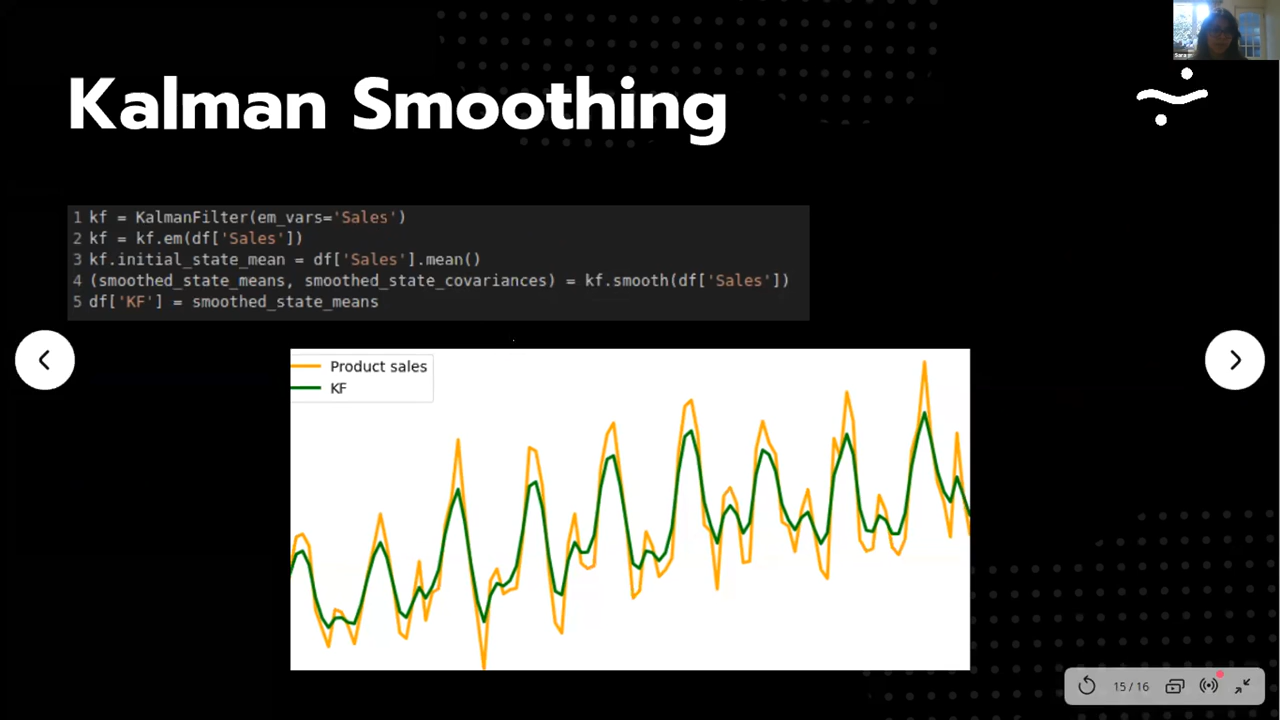 Kalman Smoothing
1 kf = KalmanFilter(em_vars='Sales')
2 kf = kf.em(df['Sales'])
3 kf.initial_state_mean = df['Sales'].mean()
4 (smoothed_state_means, smoothed_state_covariances) = kf.smooth(df['Sales'])
5 df['KF'] = smoothed_state_means
Product sales
KF
15 / 16